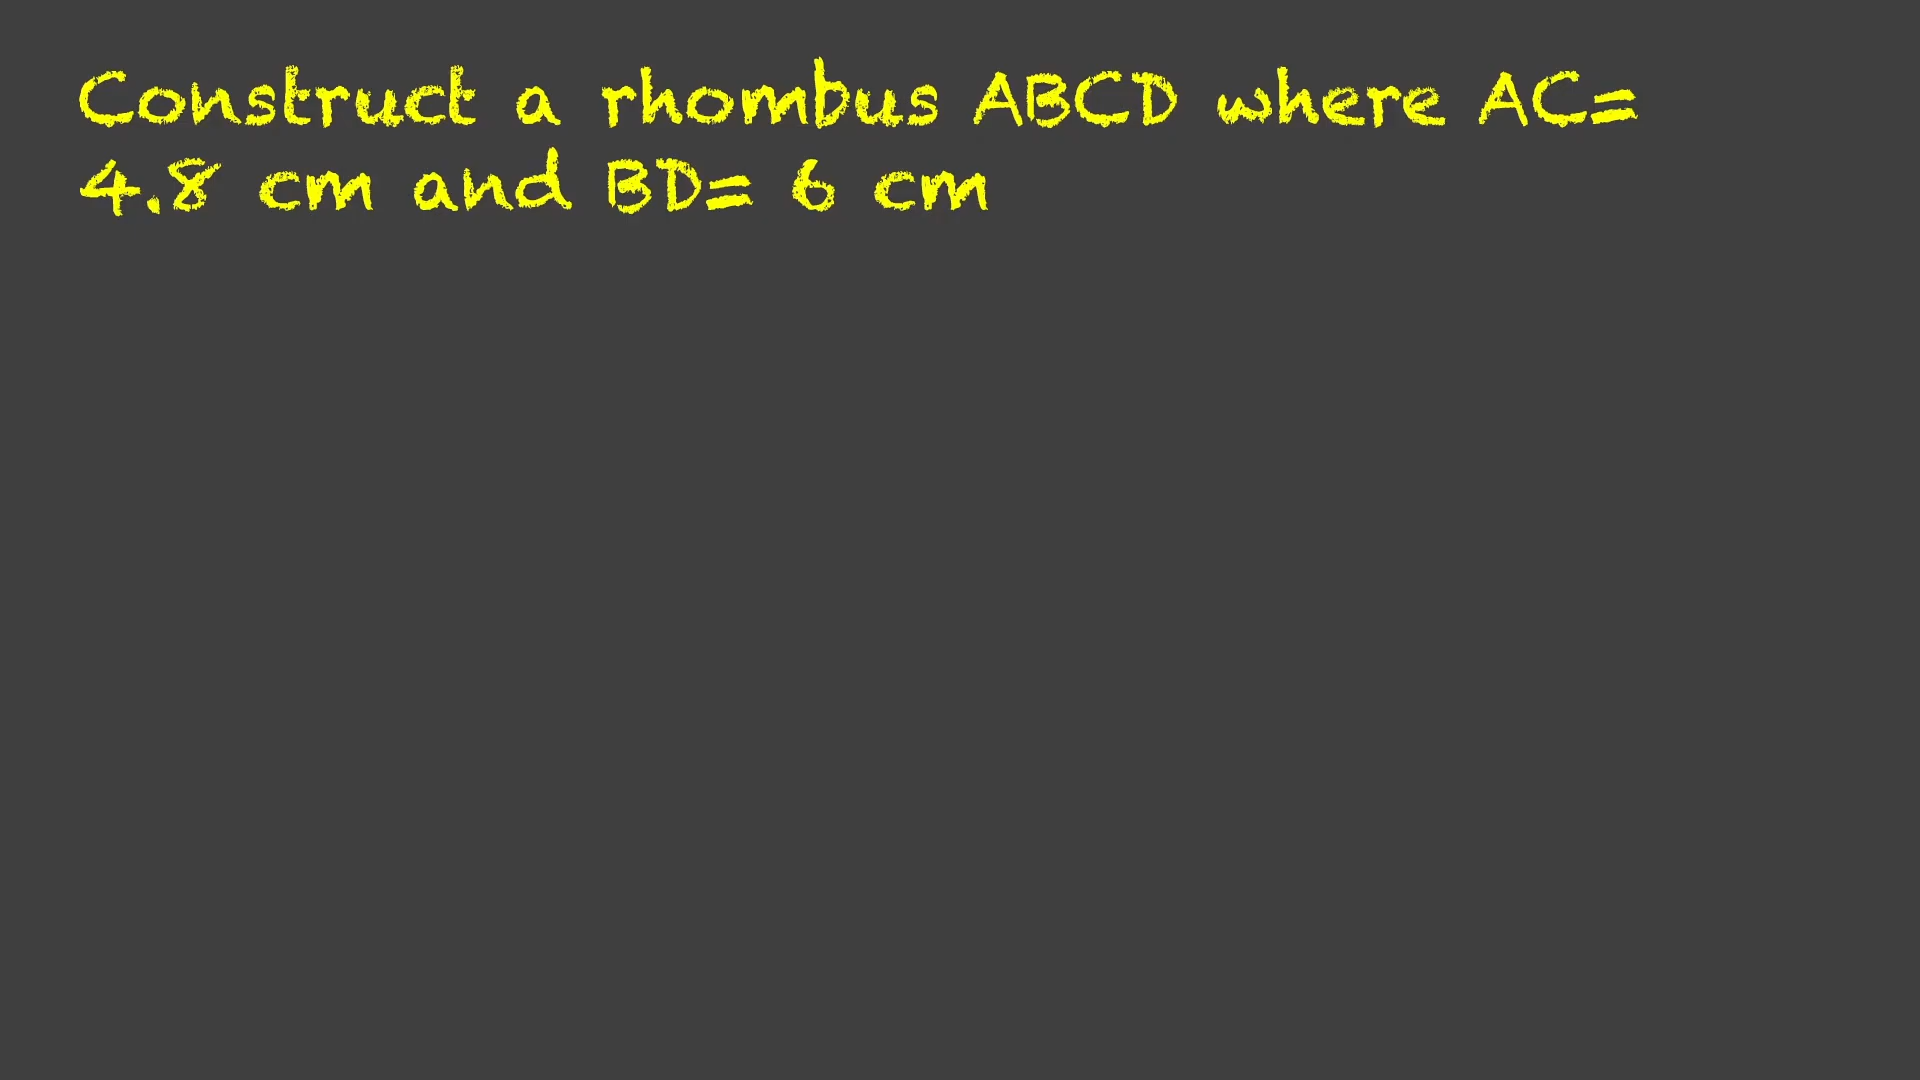 Construct a rhombus ABCD where AC=
4.8 cm and BD= 6 cm